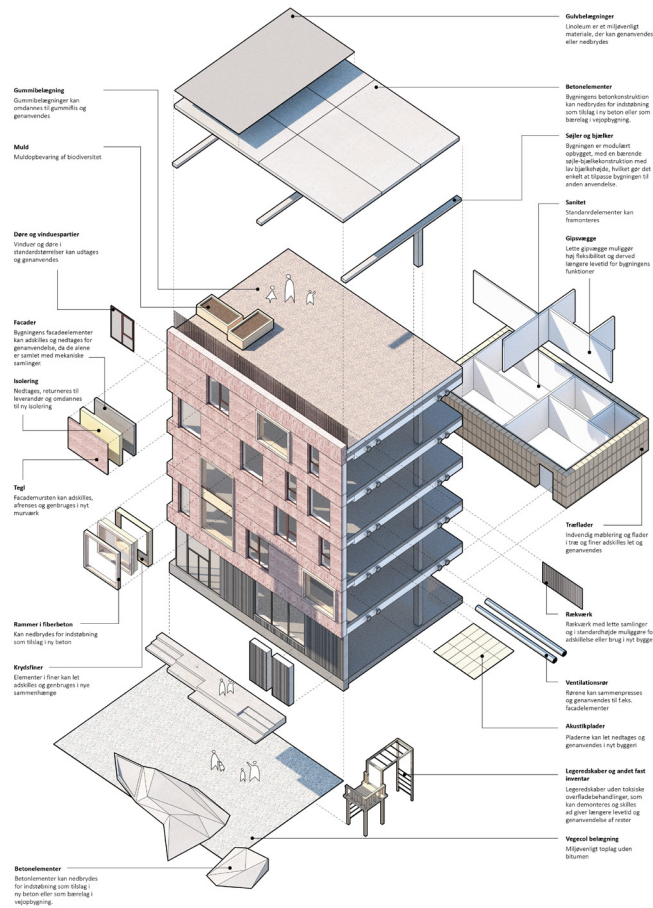 Gulvbelægninger
Linoleum er et miljøvenligt
materiale, der kan genanvendes
eller nedbrydes
Gummibelægning
Gummibelægninger kan
omdannes til gummiflis og
genanvendes
Betonelementer
Bygningens betonkonstruktion
kan nedbrydes for indstøbning
som tilslag i ny beton eller som
bærelag i vejopbygning.
Muld
Muldopbevaring af biodiversitet
Søjler og bjælker
Bygningen er modulært
opbygget, med en bærende
søjle-bjælkekonstruktion med
lav bjælkehøjde, hvilket gør det
enkelt at tilpasse bygningen til
anden anvendelse.
Sanitet
Standardelementer kan
framonteres
Døre og vinduespartier
Vinduer og døre i
standardstørrelser kan udtages
og genanvendes
Gipsvægge
Lette gipvægge muliggør
høj fleksibilitet og derved
længere levetid for bygningens
funktioner
Facader
Bygningens facadeelementer
kan adskilles og nedtages for
genanvendelse, da de alene
er samlet med mekaniske
samlinger.
Isolering
Nedtages, returneres til
leverandør og omdannes
til ny isolering
Tegl
Facademursten kan adskilles,
afrenses og genbruges i nyt
murværk
Træflader
Indvendig møblering og flader
i træ og finer adskilles let og
genanvendes
Rammer i fiberbeton
Kan nedbrydes for indstøbning
som tilslag i ny beton
Rækværk
Rækværk med lette samlinger
og i standardhøjde muliggøre fo
adskillelse eller brug i nyt bygge
Krydsfiner
Elementer i finer kan let
adskilles og genbruges i nye
sammenhænge
Ventilationsrør
Rørene kan sammenpresses
og genanvendes til f.eks.
facadelementer
Akustikplader
Pladerne kan let nedtages og
genanvendes i nyt byggeri
Legeredskaber og andet fast
inventar
Legeredskaber uden toksiske
overfladebehandlinger, som
kan demonteres og skilles
ad giver længere levetid og
genanvendelse af rester
Vegecol belægning
Miljøvenligt toplag uden
bitumen
Betonelementer
Betonlementer kan nedbrydes
for indstøbning som tilslag i
ny beton eller som bærelag i
vejopbygning.